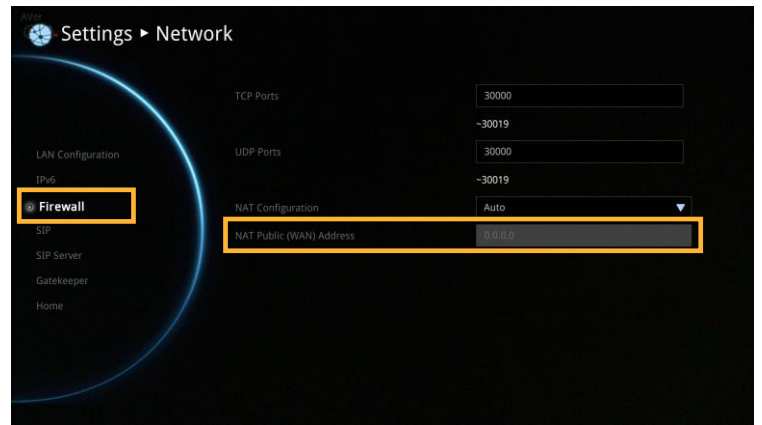 AVer
Settings ▸ Network
TCP Ports
30000
~30019
LAN Configuration
UDP Ports
30000
IPv6
~30019
Firewall
NAT Configuration
Auto
SIP
NAT Public (WAN) Address
0.0.0.0
SIP Server
Gatekeeper
Home